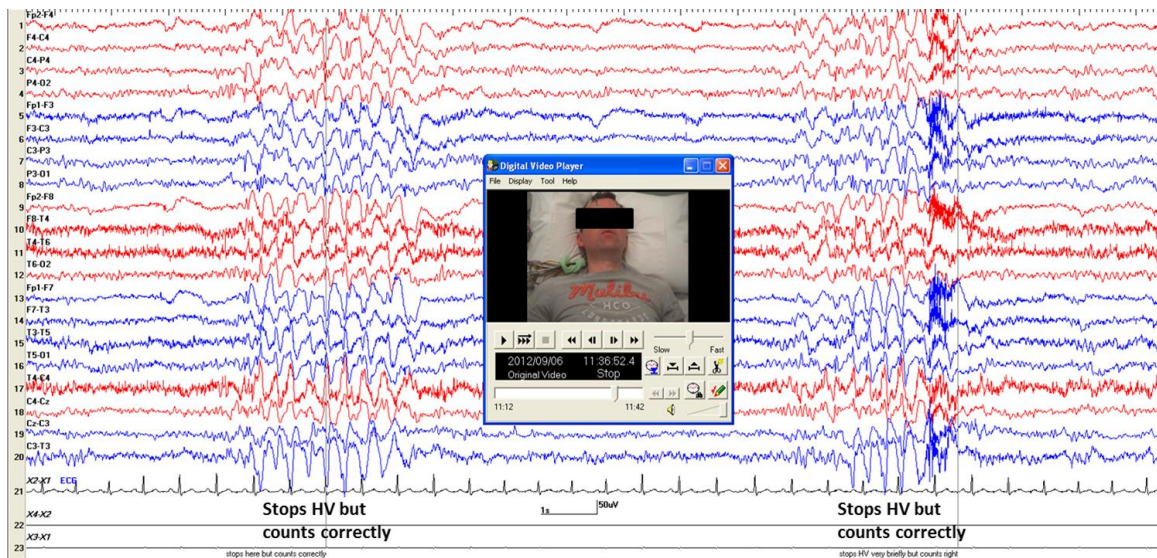 Fp2-F4
1
F4-C4
2
C4-P4
3
P4-O2
4
Fp1-F3
5
F3-C3
6
C3-P3
7
P3-O1
8
Fp2-F8
9
F8-T4
10
T4-T6
11
T6-O2
12
Fp1-F7
13
F7-T3
14
T3-T5
15
T5-O1
16
T4-C4
17
C4-Cz
18
Cz-C3
19
C3-T3
20
X2-X1 ECG
21
X4-X2
22
X3-X1
23
Digital Video Player
File Display Tool Help
Malibu
HCO
Slow Fast
2012/09/06 11:36:52.4
Original Video Stop
11:12 11:42
Stops HV but
counts correctly
1s
50uV
Stops HV but
counts correctly
stops here but counts correctly
stops HV very briefly but counts right